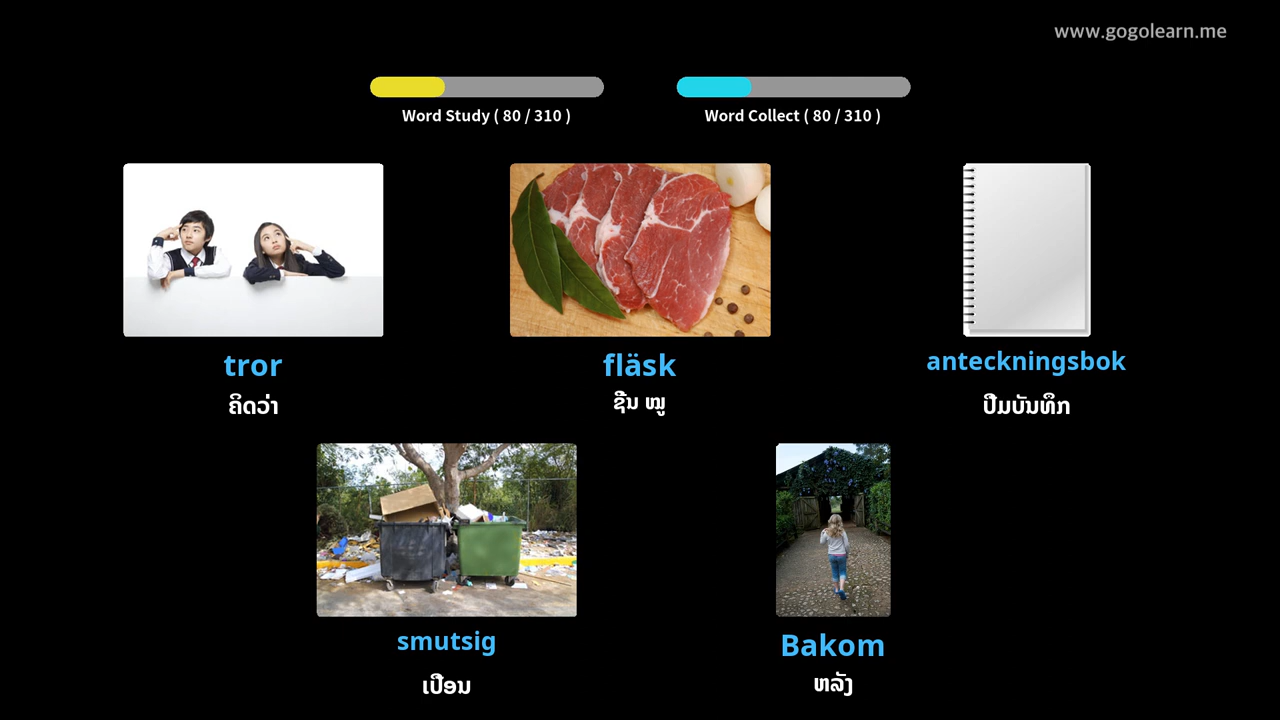 www.gogolearn.me
Word Study ( 80 / 310 )
Word Collect ( 80 / 310 )
tror
ຄິດວ່າ
fläsk
ຊີ້ນ ໝູ
anteckningsbok
ປຶ້ມບັນທຶກ
smutsig
ເປື້ອນ
Bakom
ຫລັງ